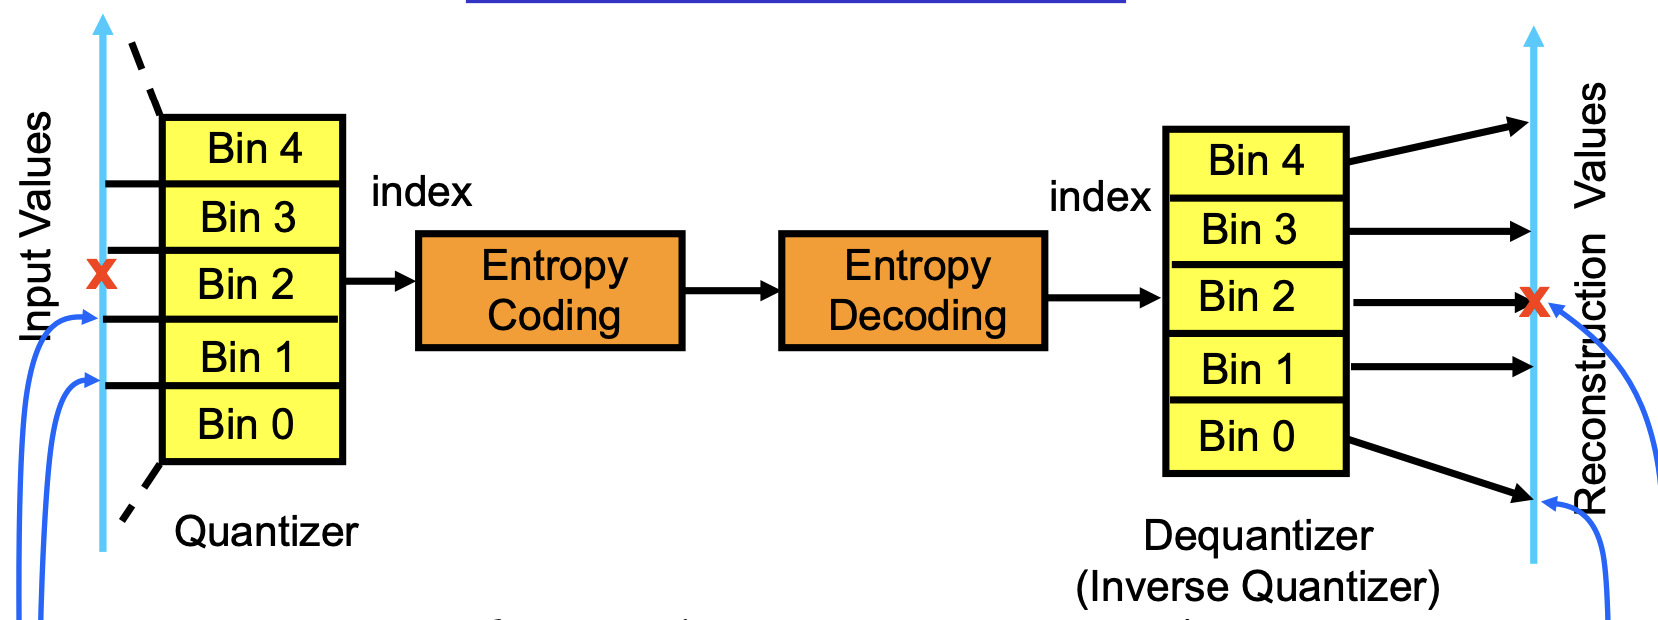 Input Values
Bin 4
Bin 3
Bin 2
Bin 1
Bin 0
Quantizer
index
Entropy
Coding
Entropy
Decoding
index
Bin 4
Bin 3
Bin 2
Bin 1
Bin 0
Dequantizer
(Inverse Quantizer)
Reconstruction Values
X
X